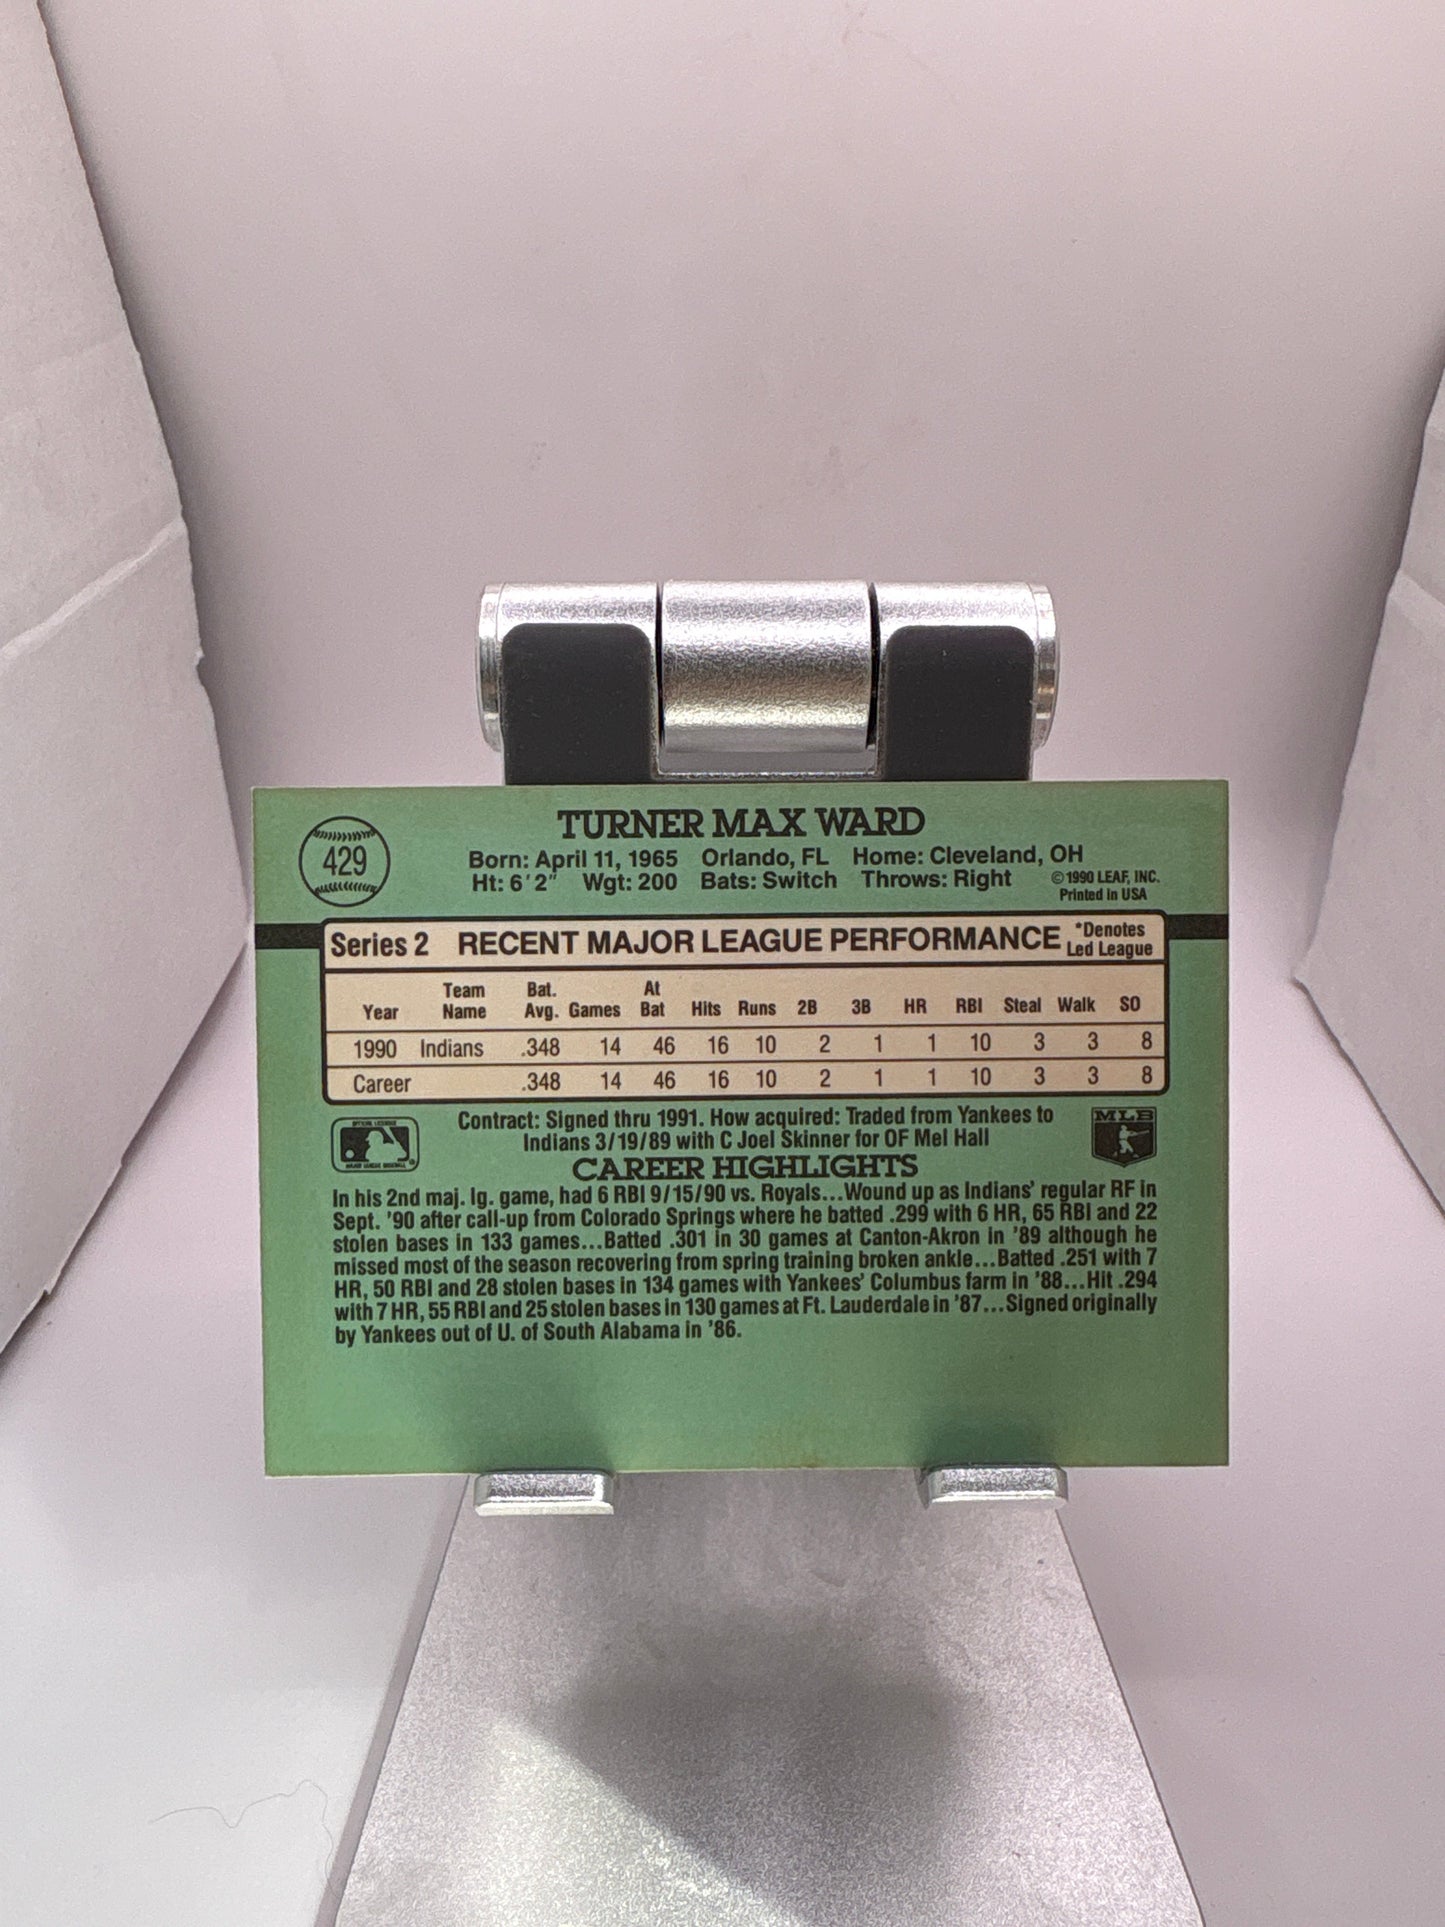 429
TURNER MAX WARD
Born: April 11, 1965 Orlando, FL Home: Cleveland, OH
Ht: 6'2" Wgt: 200 Bats: Switch Throws: Right
©1990 LEAF, INC.
Printed in USA
Series 2 RECENT MAJOR LEAGUE PERFORMANCE *Denotes
Led League
Year Team Name Bat. Avg. Games At Bat Hits Runs 2B 3B HR RBI Steal Walk SO
1990 Indians .348 14 46 16 10 2 1 1 10 3 3 8
Career .348 14 46 16 10 2 1 1 10 3 3 8
Contract: Signed thru 1991. How acquired: Traded from Yankees to
Indians 3/19/89 with C Joel Skinner for OF Mel Hall
MLB
CAREER HIGHLIGHTS
In his 2nd maj. lg. game, had 6 RBI 9/15/90 vs. Royals...Wound up as Indians' regular RF in
Sept. '90 after call-up from Colorado Springs where he batted .299 with 6 HR, 65 RBI and 22
stolen bases in 133 games...Batted .301 in 30 games at Canton-Akron in '89 although he
missed most of the season recovering from spring training broken ankle...Batted .251 with 7
HR, 50 RBI and 28 stolen bases in 134 games with Yankees' Columbus farm in '88...Hit .294
with 7 HR, 55 RBI and 25 stolen bases in 130 games at Ft. Lauderdale in '87...Signed originally
by Yankees out of U. of South Alabama in '86.